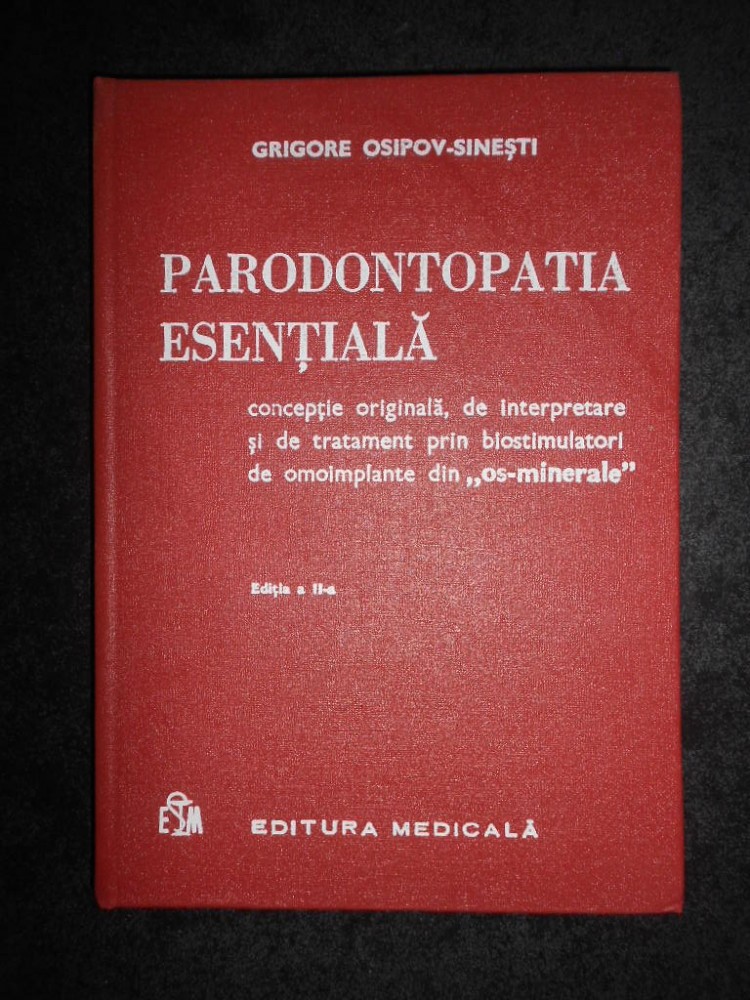 GRIGORE OSIPOV-SINEȘTI
PARODONTOPATIA
ESENȚIALĂ
concepție originală, de interpretare
și de tratament prin biostimulatori
de omoimplante din „os-minerale”
Ediția a II-a
ESM
EDITURA MEDICALĂ